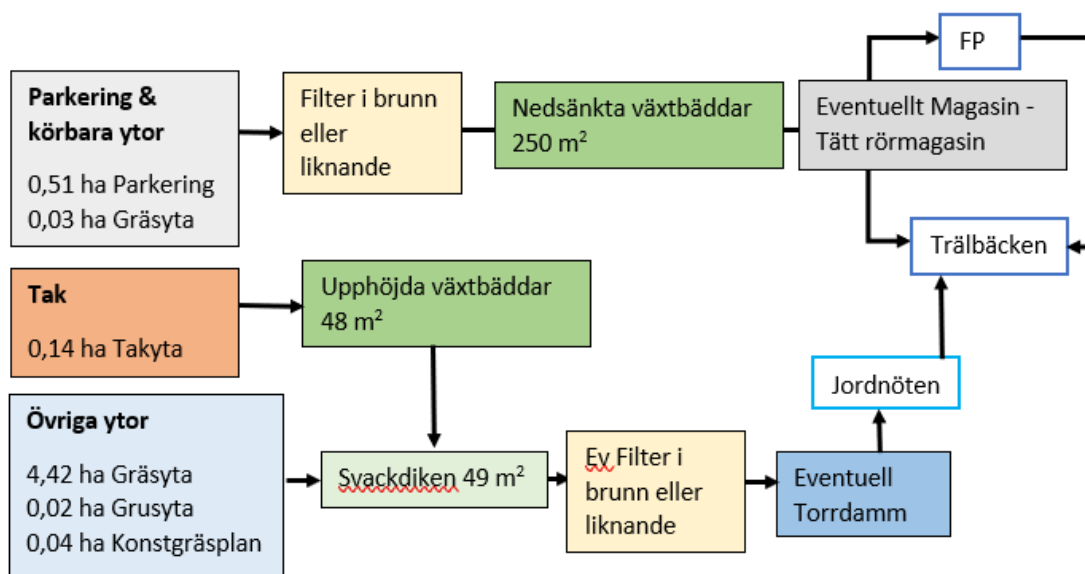 Parkering &
körbara ytor
0,51 ha Parkering
0,03 ha Gräsyta
Filter i brunn
eller
liknande
Nedsänkta växtbäddar
250 m²
FP
Eventuellt Magasin -
Tätt rörmagasin
Trälbäcken
Tak
0,14 ha Takyta
Upphöjda växtbäddar
48 m²
Jordnöten
Övriga ytor
4,42 ha Gräsyta
0,02 ha Grusyta
0,04 ha Konstgräsplan
Svackdiken 49 m²
Ev Filter i
brunn eller
liknande
Eventuell
Torrdamm